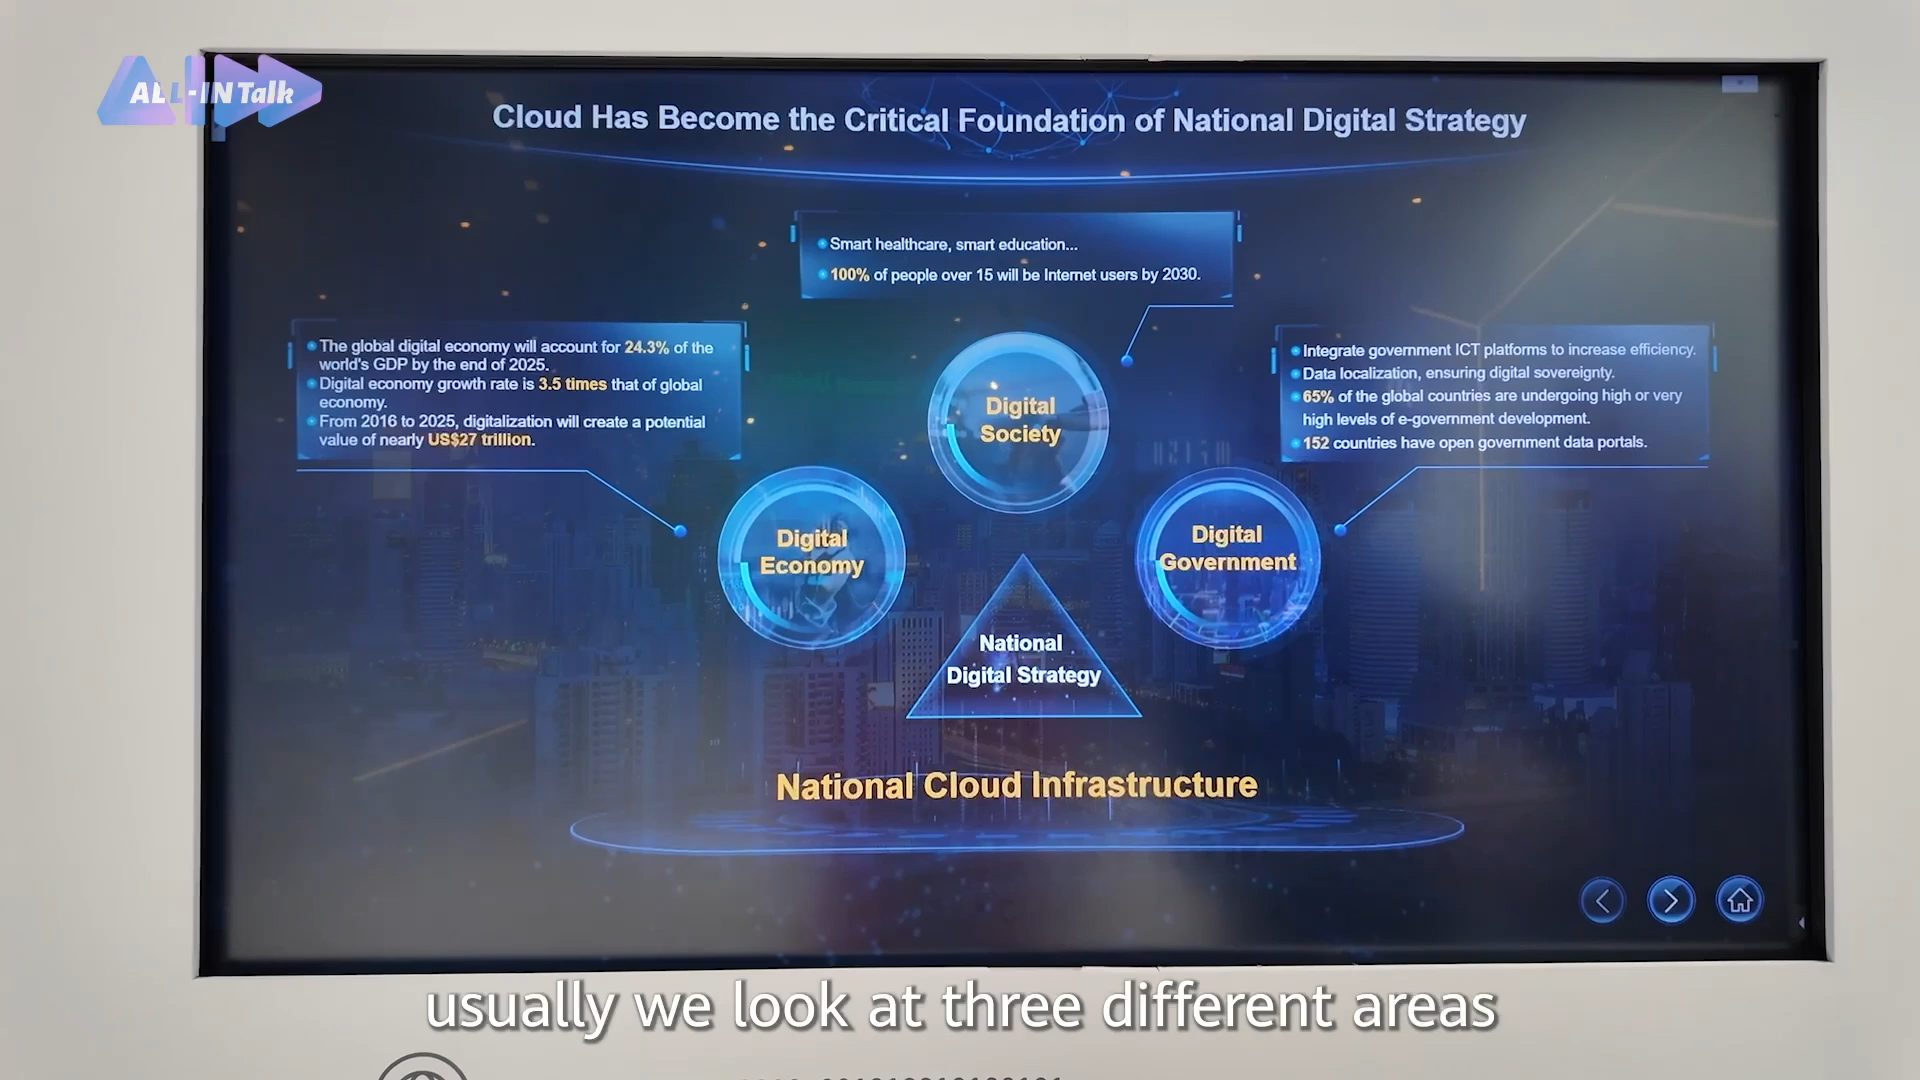 ALL-IN Talk
Cloud Has Become the Critical Foundation of National Digital Strategy
Smart healthcare, smart education...
100% of people over 15 will be Internet users by 2030.
The global digital economy will account for 24.3% of the
world's GDP by the end of 2025.
Digital economy growth rate is 3.5 times that of global
economy.
From 2016 to 2025, digitalization will create a potential
value of nearly US$27 trillion.
Integrate government ICT platforms to increase efficiency.
Data localization, ensuring digital sovereignty.
65% of the global countries are undergoing high or very
high levels of e-government development.
152 countries have open government data portals.
Digital
Society
Digital
Economy
Digital
Government
National
Digital Strategy
National Cloud Infrastructure
usually we look at three different areas